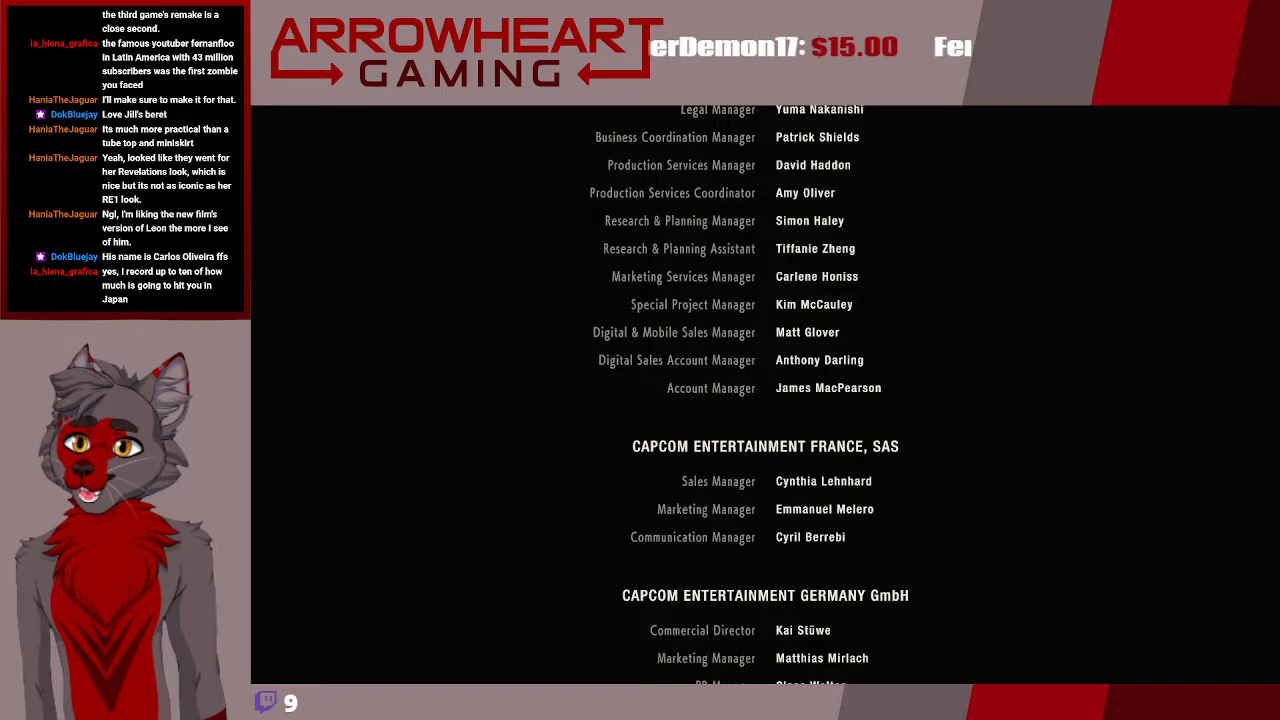 the third game's remake is a
close second.
la_hiena_grafica the famous youtuber fernanfloo
in Latin America with 43 million
subscribers was the first zombie
you faced
HaniaTheJaguar I'll make sure to make it for that.
DokBluejay Love Jill's beret
HaniaTheJaguar Its much more practical than a
tube top and miniskirt
HaniaTheJaguar Yeah, looked like they went for
her Revelations look, which is
nice but its not as iconic as her
RE1 look.
HaniaTheJaguar Ngl, I'm liking the new film's
version of Leon the more I see
of him.
DokBluejay His name is Carlos Oliveira ffs
la_hiena_grafica yes, I record up to ten of how
much is going to hit you in
Japan
ARROWHEART
GAMING
erDemon17: $15.00 Fer
Legal Manager Yuma Nakanishi
Business Coordination Manager Patrick Shields
Production Services Manager David Haddon
Production Services Coordinator Amy Oliver
Research & Planning Manager Simon Haley
Research & Planning Assistant Tiffanie Zheng
Marketing Services Manager Carlene Honiss
Special Project Manager Kim McCauley
Digital & Mobile Sales Manager Matt Glover
Digital Sales Account Manager Anthony Darling
Account Manager James MacPearson
CAPCOM ENTERTAINMENT FRANCE, SAS
Sales Manager Cynthia Lehnhard
Marketing Manager Emmanuel Melero
Communication Manager Cyril Berrebi
CAPCOM ENTERTAINMENT GERMANY GmbH
Commercial Director Kai Stüwe
Marketing Manager Matthias Mirlach
9